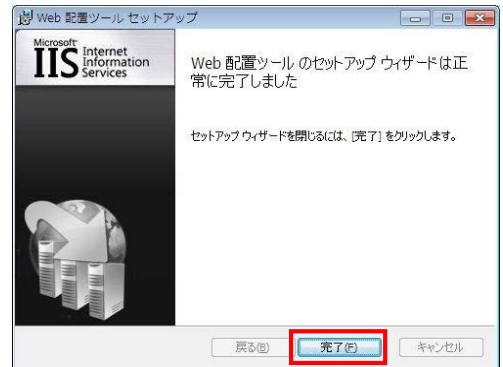 Web 配置ツール セットアップ
Microsoft
IIS Internet
Information
Services
Web 配置ツール のセットアップ ウィザードは正
常に完了しました
セットアップ ウィザードを閉じるには、[完了] をクリックします。
戻る(B)
完了(F)
キャンセル